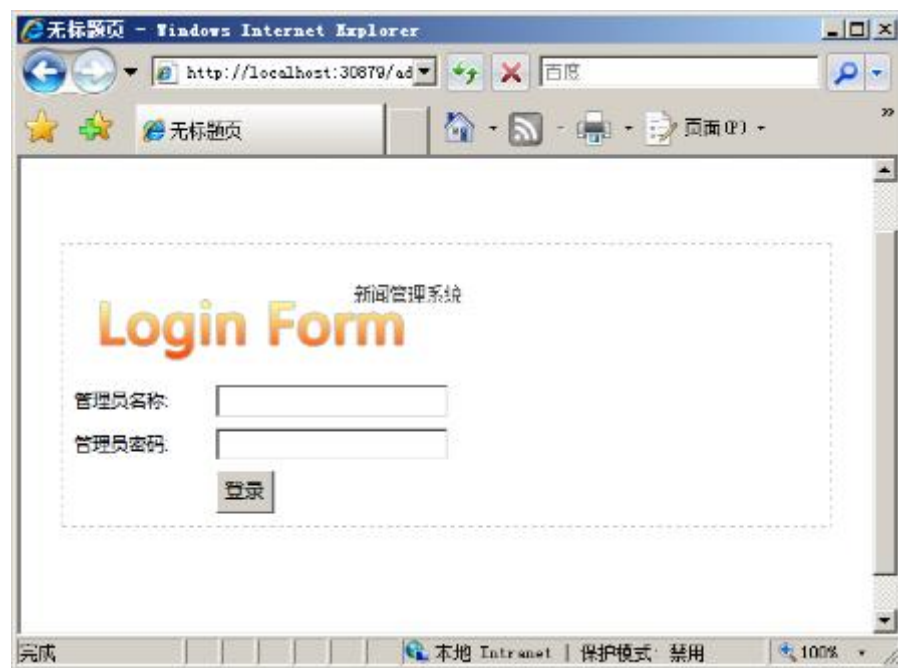 无标题页 - Windows Internet Explorer
http://localhost:30879/ad
百度
无标题页
页面(P)
»
新闻管理系统
Login Form
管理员名称:
管理员密码:
登录
完成
本地 Intranet | 保护模式: 禁用
100%